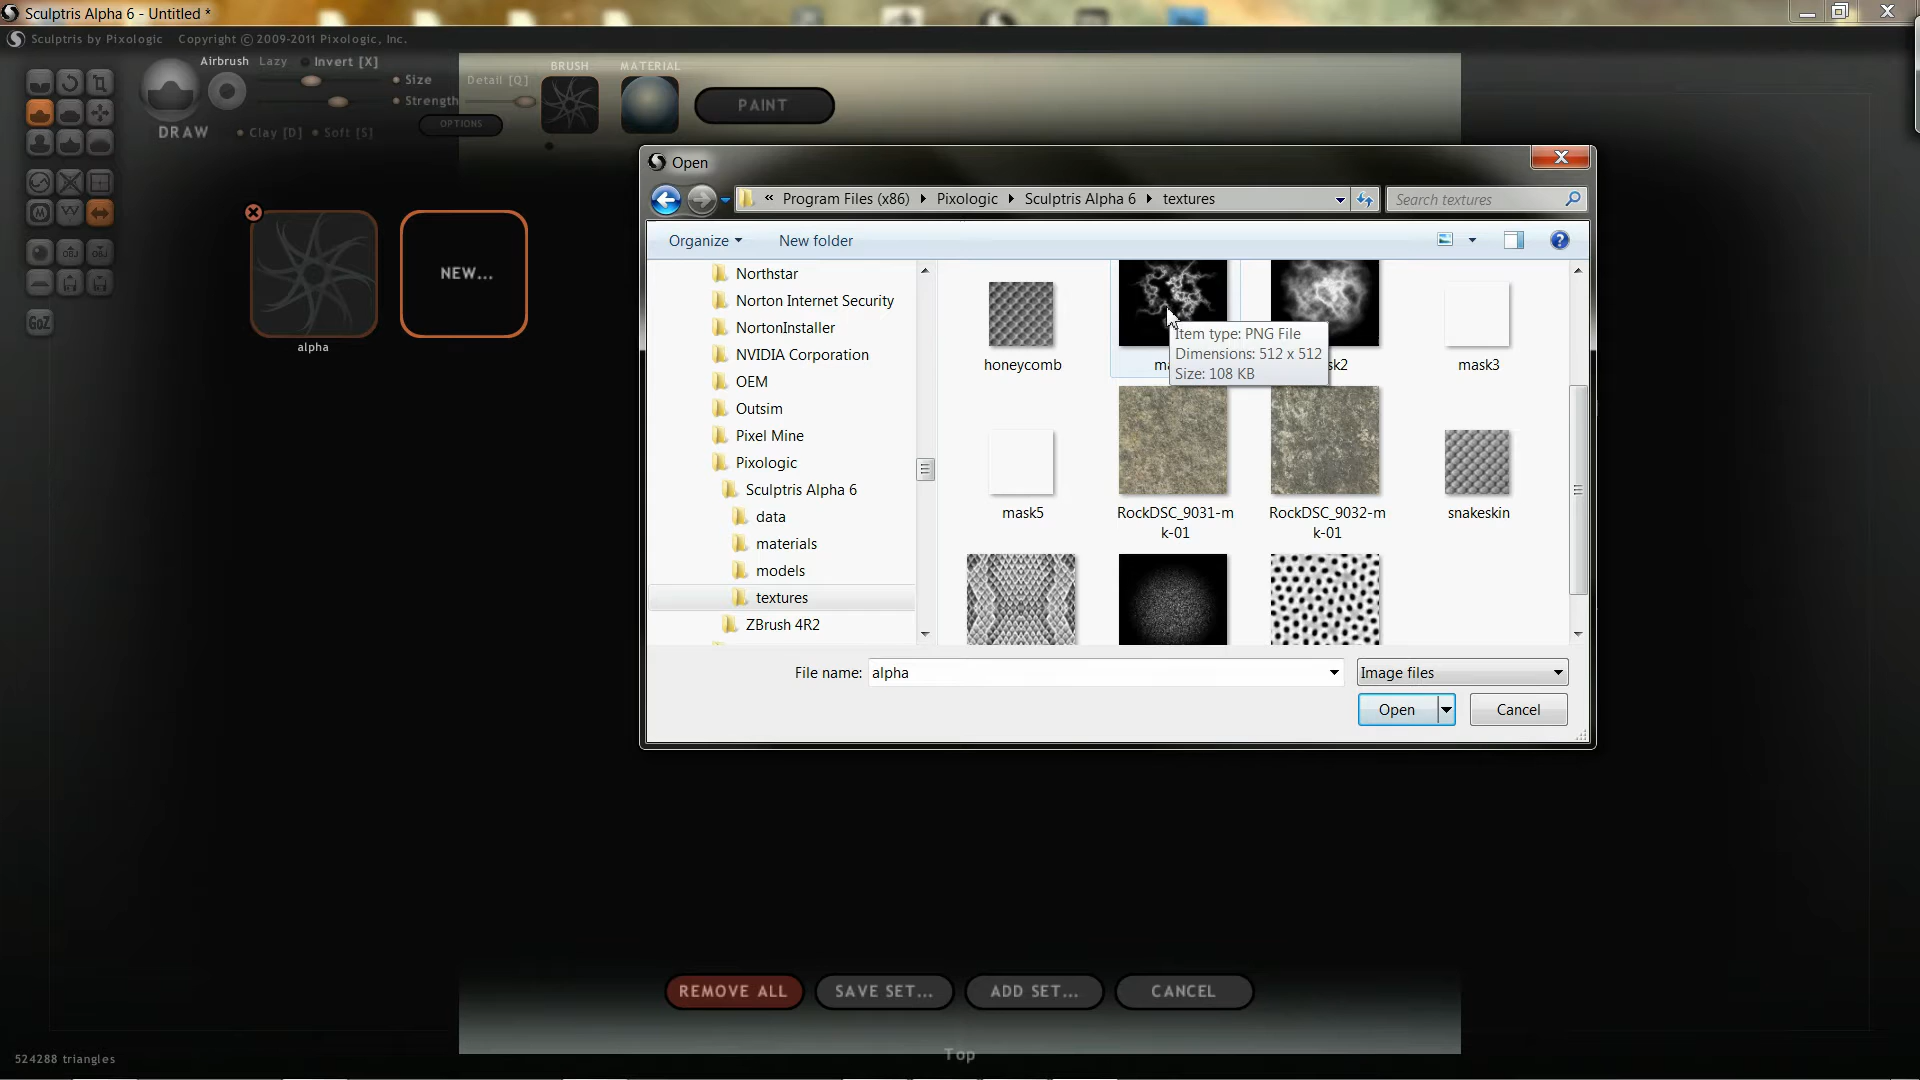 Sculptris Alpha 6 - Untitled *
Sculptris by Pixologic Copyright © 2009-2011 Pixologic, Inc.
Airbrush Lazy Invert [X]
Size
Detail [Q]
Strength
DRAW
Clay [D] Soft [S]
OPTIONS
BRUSH MATERIAL
PAINT
Open
« Program Files (x86) Pixologic Sculptris Alpha 6 textures
Search textures
Organize New folder
Northstar
Norton Internet Security
NortonInstaller
NVIDIA Corporation
OEM
Outsim
Pixel Mine
Pixologic
Sculptris Alpha 6
data
materials
models
textures
ZBrush 4R2
honeycomb
ma
sk2
mask3
Item type: PNG File
Dimensions: 512 x 512
Size: 108 KB
mask5
RockDSC_9031-m
k-01
RockDSC_9032-m
k-01
snakeskin
File name: alpha
Image files
Open
Cancel
NEW...
alpha
OBJ OBJ
GoZ
REMOVE ALL SAVE SET... ADD SET... CANCEL
Top
524288 triangles